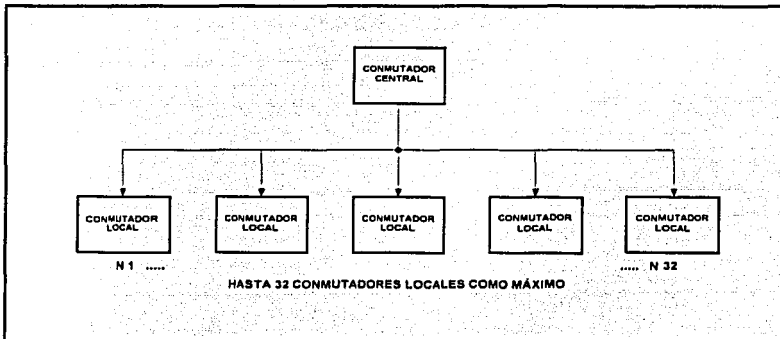 CONMUTADOR
CENTRAL
CONMUTADOR
LOCAL
CONMUTADOR
LOCAL
CONMUTADOR
LOCAL
CONMUTADOR
LOCAL
CONMUTADOR
LOCAL
N 1 .....
..... N 32
HASTA 32 CONMUTADORES LOCALES COMO MÁXIMO